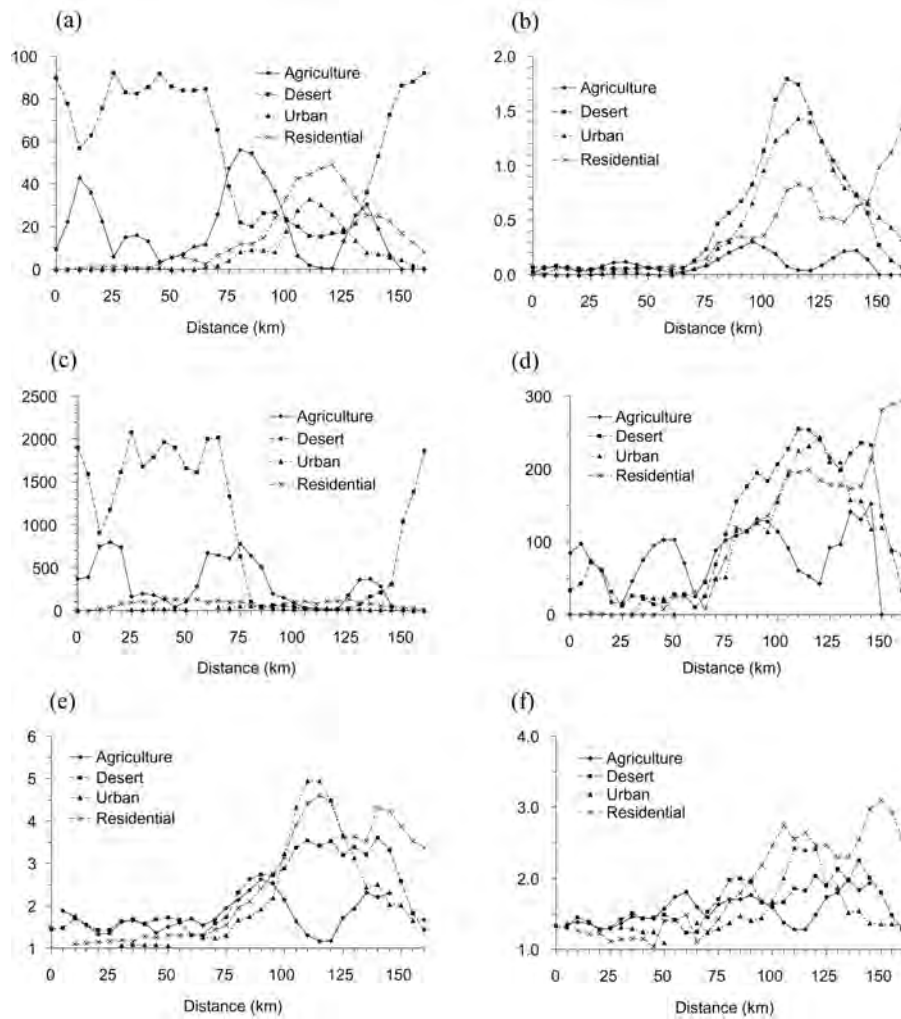 (a)
100
80
60
40
20
0
Agriculture
Desert
Urban
Residential
0 25 50 75 100 125 150
Distance (km)
(b)
2.0
1.5
1.0
0.5
0.0
Agriculture
Desert
Urban
Residential
0 25 50 75 100 125 150
Distance (km)
(c)
2500
2000
1500
1000
500
0
Agriculture
Desert
Urban
Residential
0 25 50 75 100 125 150
Distance (km)
(d)
300
200
100
0
Agriculture
Desert
Urban
Residential
0 25 50 75 100 125 150
Distance (km)
(e)
6
5
4
3
2
1
Agriculture
Desert
Urban
Residential
0 25 50 75 100 125 150
Distance (km)
(f)
4.0
3.0
2.0
1.0
Agriculture
Desert
Urban
Residential
0 25 50 75 100 125 150
Distance (km)